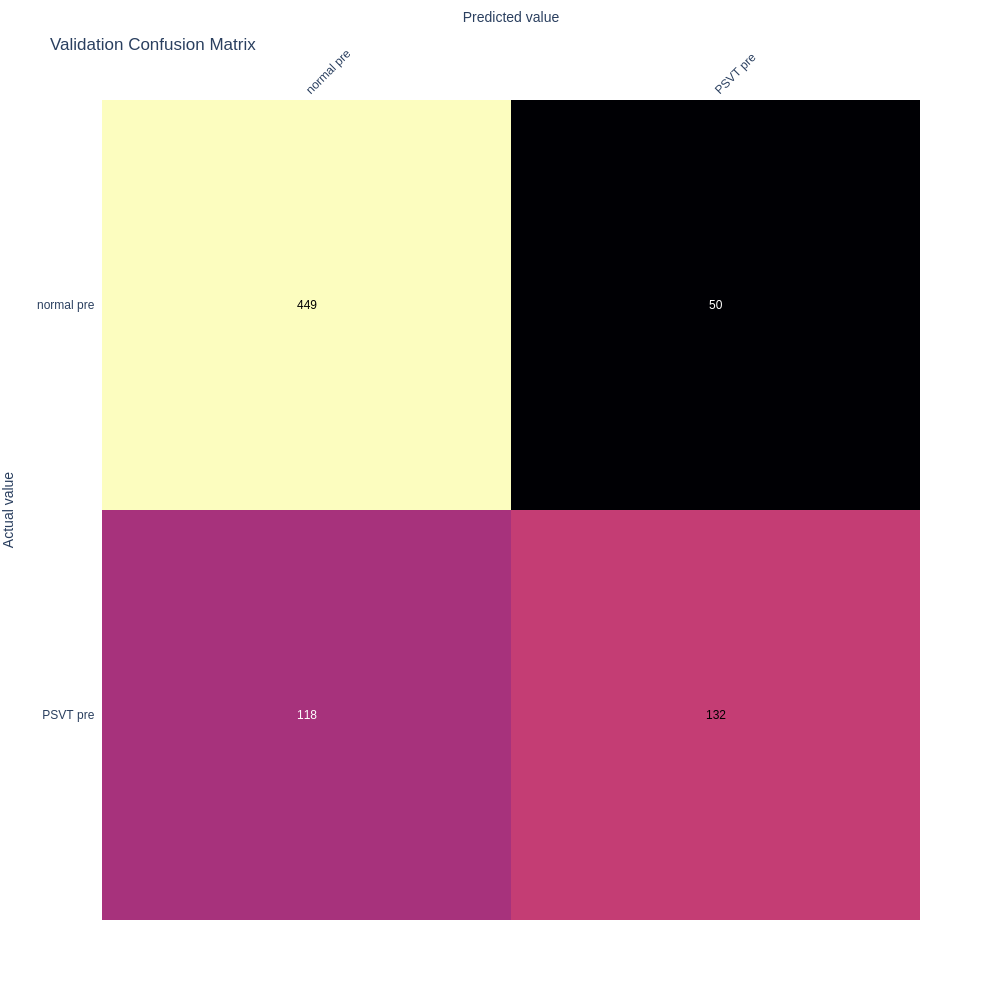 Predicted value
Validation Confusion Matrix
normal pre
PSVT pre
normal pre
449
50
Actual value
PSVT pre
118
132